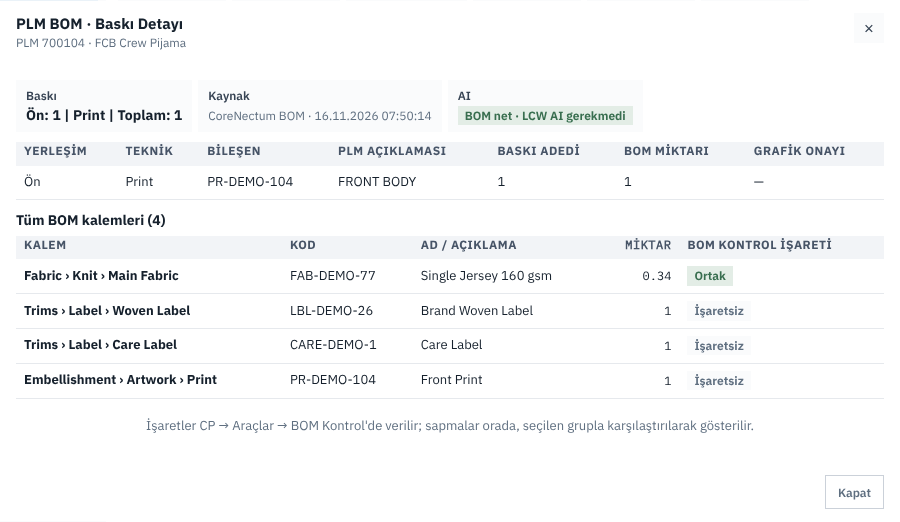 PLM BOM · Baskı Detayı
PLM 700104 · FCB Crew Pijama
×
Baskı
Ön: 1 | Print | Toplam: 1
Kaynak
CoreNectum BOM · 16.11.2026 07:50:14
AI
BOM net · LCW AI gerekmedi
YERLEŞİM TEKNİK BİLEŞEN PLM AÇIKLAMASI BASKI ADEDİ BOM MİKTARI GRAFİK ONAYI
Ön Print PR-DEMO-104 FRONT BODY 1 1 —
Tüm BOM kalemleri (4)
KALEM KOD AD / AÇIKLAMA MİKTAR BOM KONTROL İŞARETİ
Fabric › Knit › Main Fabric FAB-DEMO-77 Single Jersey 160 gsm 0.34 Ortak
Trims › Label › Woven Label LBL-DEMO-26 Brand Woven Label 1 İşaretsiz
Trims › Label › Care Label CARE-DEMO-1 Care Label 1 İşaretsiz
Embellishment › Artwork › Print PR-DEMO-104 Front Print 1 İşaretsiz
İşaretler CP → Araçlar → BOM Kontrol'de verilir; sapmalar orada, seçilen grupla karşılaştırılarak gösterilir.
Kapat